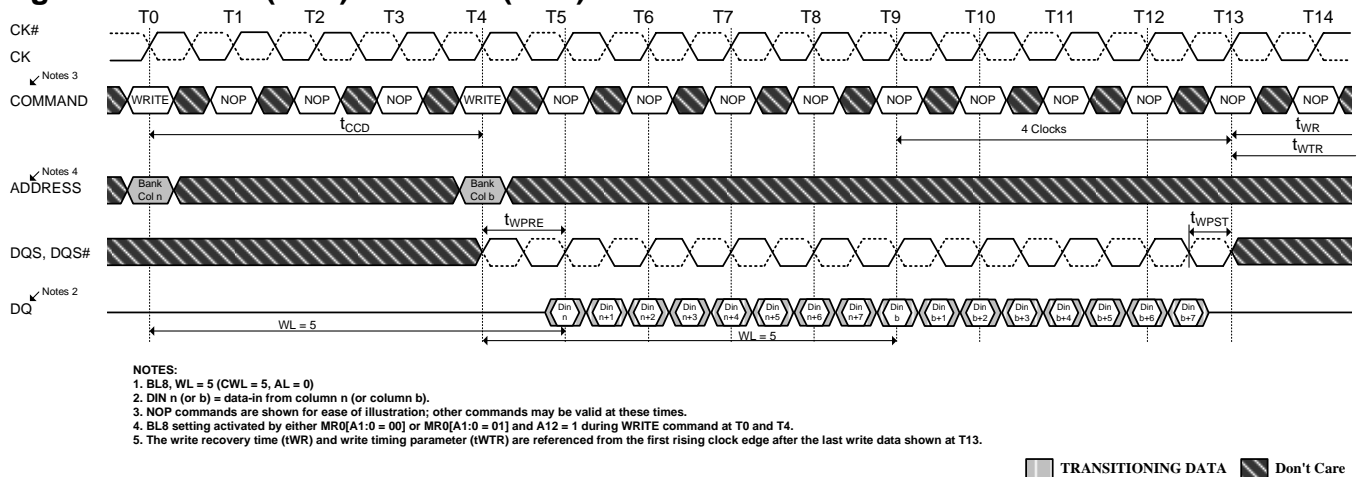 T0 T1 T2 T3 T4 T5 T6 T7 T8 T9 T10 T11 T12 T13 T14
CK#
CK
Notes 3
COMMAND
WRITE NOP NOP NOP WRITE NOP NOP NOP NOP NOP NOP NOP NOP NOP NOP
tCCD
4 Clocks
tWR
tWTR
Notes 4
ADDRESS
Bank Col n
Bank Col b
tWPRE
tWPST
DQS, DQS#
Notes 2
DQ
Din n Din n+1 Din n+2 Din n+3 Din n+4 Din n+5 Din n+6 Din n+7 Din b Din b+1 Din b+2 Din b+3 Din b+4 Din b+5 Din b+6 Din b+7
WL = 5
WL = 5
NOTES:
1. BL8, WL = 5 (CWL = 5, AL = 0)
2. DIN n (or b) = data-in from column n (or column b).
3. NOP commands are shown for ease of illustration; other commands may be valid at these times.
4. BL8 setting activated by either MR0[A1:0 = 00] or MR0[A1:0 = 01] and A12 = 1 during WRITE command at T0 and T4.
5. The write recovery time (tWR) and write timing parameter (tWTR) are referenced from the first rising clock edge after the last write data shown at T13.
TRANSITIONING DATA
Don't Care